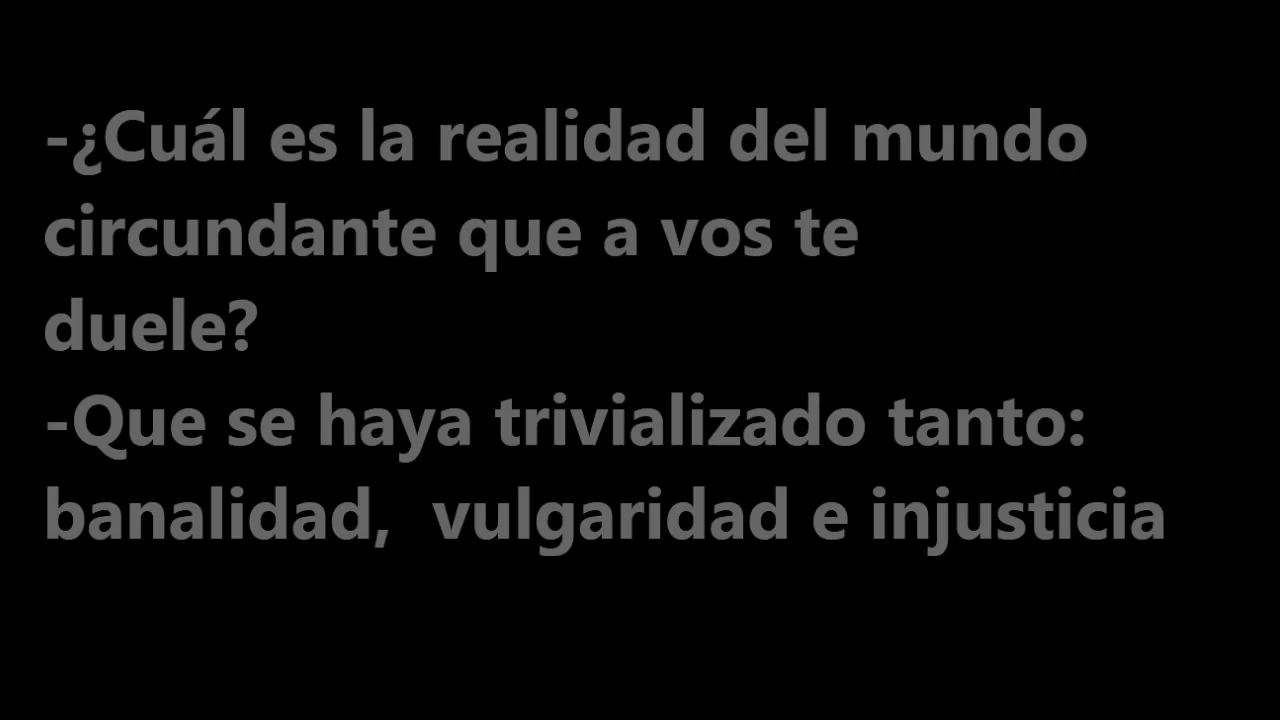 -¿Cuál es la realidad del mundo
circundante que a vos te
duele?
-Que se haya trivializado tanto:
banalidad,  vulgaridad e injusticia